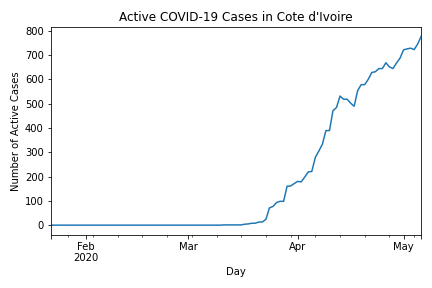 Active COVID-19 Cases in Cote d'Ivoire
800
700
600
500
400
300
200
100
0
Number of Active Cases
Feb
2020
Mar
Apr
May
Day